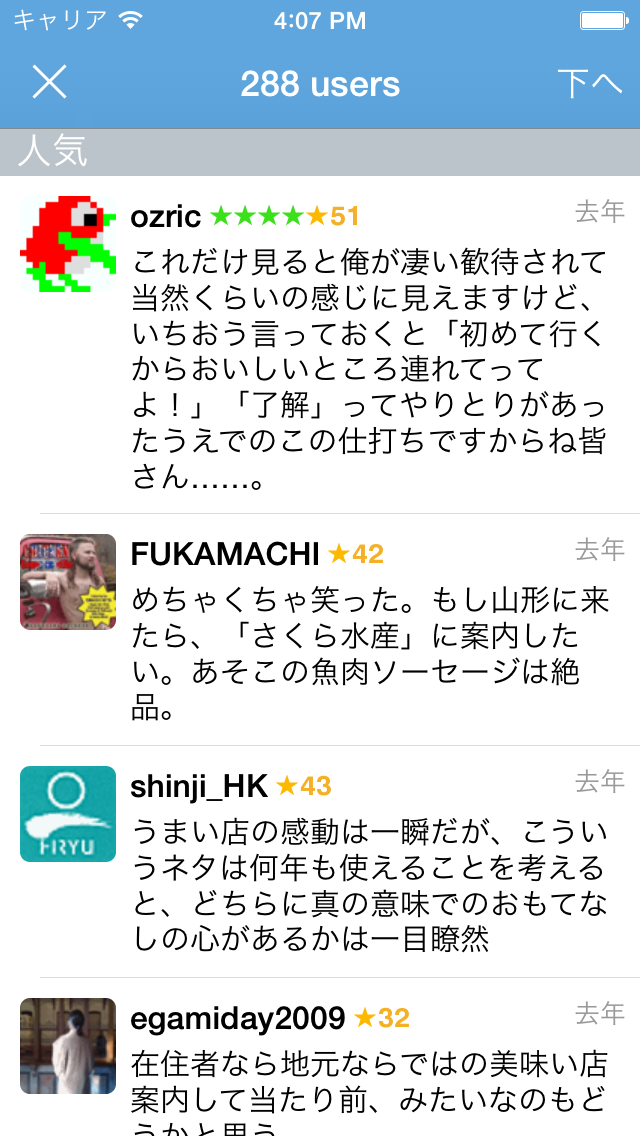 キャリア 4:07 PM
288 users 下へ
人気
ozric ★★★★★51 去年
これだけ見ると俺が凄い歓待されて
当然くらいの感じに見えますけど、
いちおう言っておくと「初めて行く
からおいしいところ連れてって
よ！」「了解」ってやりとりがあっ
たうえでのこの仕打ちですからね皆
さん……。
FUKAMACHI ★42 去年
めちゃくちゃ笑った。もし山形に来
たら、「さくら水産」に案内した
い。あそこの魚肉ソーセージは絶
品。
shinji_HK ★43 去年
HIRYU
うまい店の感動は一瞬だが、こうい
うネタは何年も使えることを考える
と、どちらに真の意味でのおもてな
しの心があるかは一目瞭然
egamiday2009 ★32 去年
在住者なら地元ならではの美味い店
案内して当たり前、みたいなのもど
うかと思う